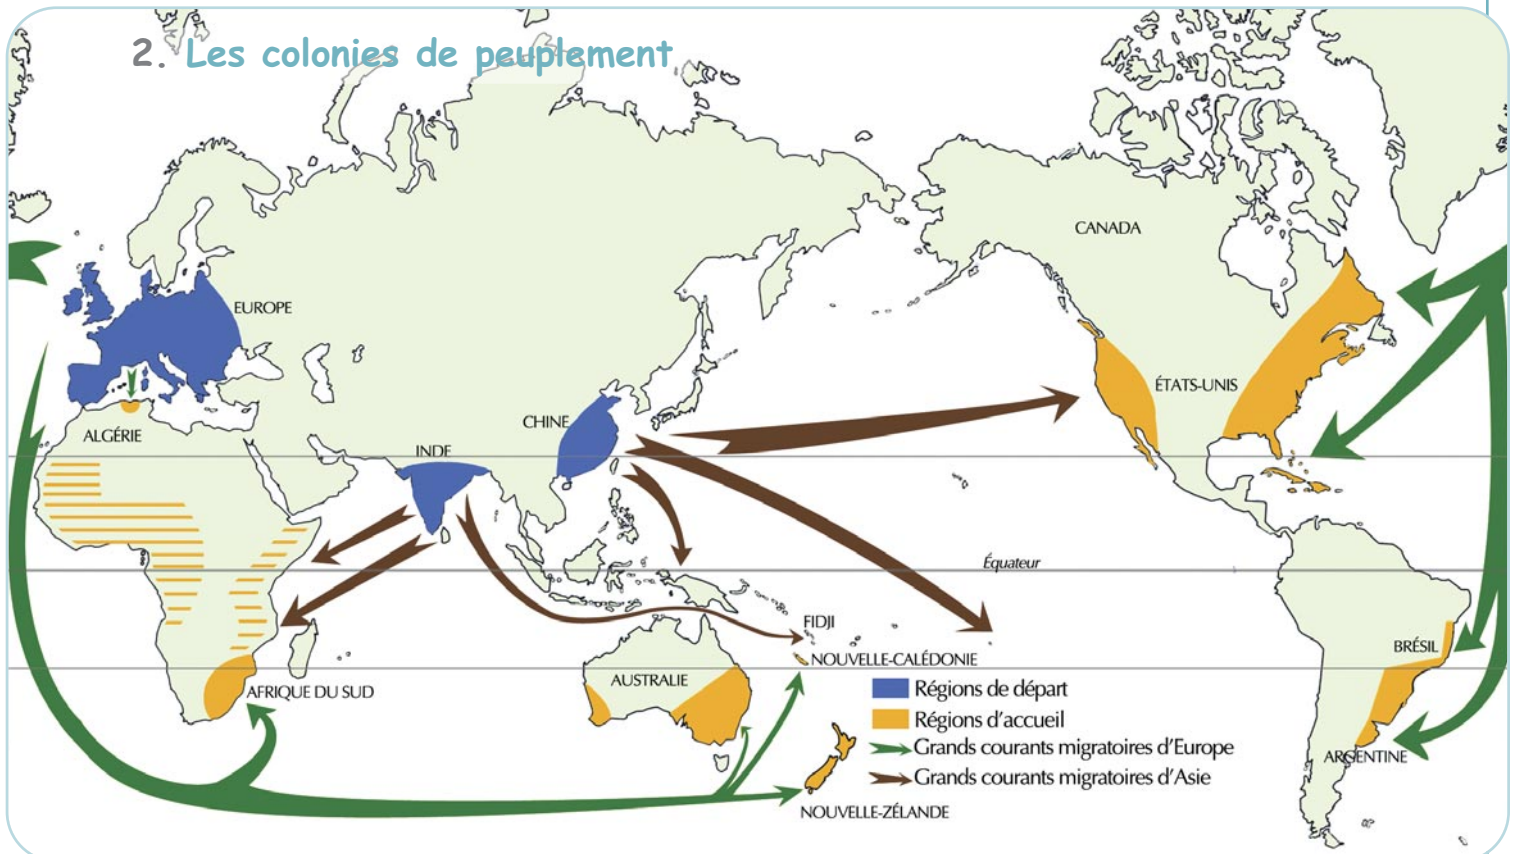 2. Les colonies de peuplement
CANADA
EUROPE
ÉTATS-UNIS
CHINE
ALGÉRIE
INDE
Équateur
FIDJI
BRÉSIL
NOUVELLE-CALÉDONIE
AUSTRALIE
AFRIQUE DU SUD
Régions de départ
Régions d'accueil
Grands courants migratoires d'Europe
ARGENTINE
Grands courants migratoires d'Asie
NOUVELLE-ZÉLANDE